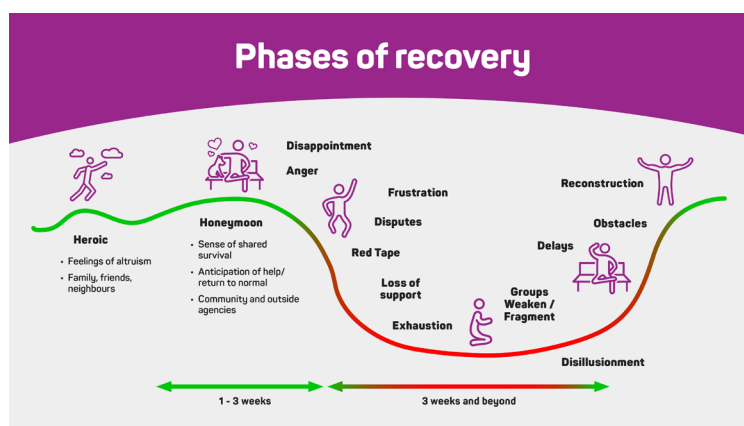 Phases of recovery
Disappointment
Anger
Frustration
Disputes
Red Tape
Loss of
support
Exhaustion
Groups
Weaken /
Fragment
Delays
Obstacles
Reconstruction
Disillusionment
Heroic
• Feelings of altruism
• Family, friends,
neighbours
Honeymoon
• Sense of shared
survival
• Anticipation of help/
return to normal
• Community and outside
agencies
1 - 3 weeks
3 weeks and beyond